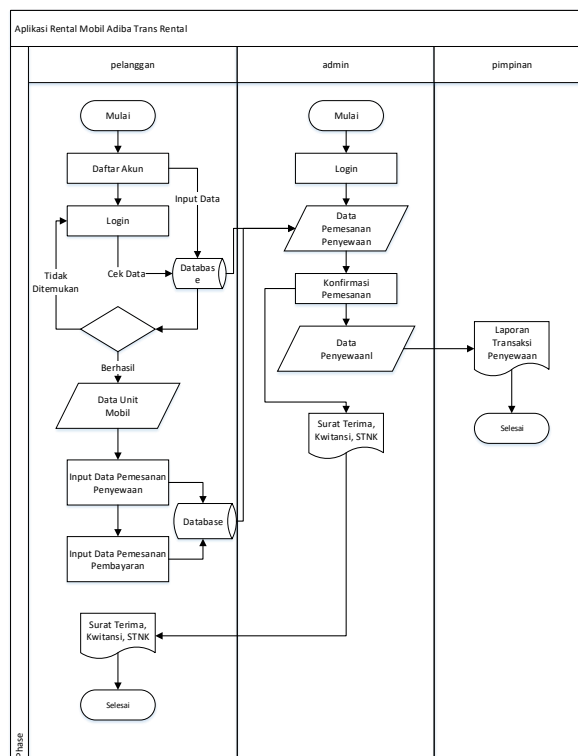 Aplikasi Rental Mobil Adiba Trans Rental
pelanggan
admin
pimpinan
Mulai
Daftar Akun
Input Data
Login
Tidak
Ditemukan
Cek Data
Databas
e
Berhasil
Data Unit
Mobil
Input Data Pemesanan
Penyewaan
Database
Input Data Pemesanan
Pembayaran
Surat Terima,
Kwitansi, STNK
Selesai
Mulai
Login
Data
Pemesanan
Penyewaan
Konfirmasi
Pemesanan
Data
Penyewaanl
Surat Terima,
Kwitansi, STNK
Laporan
Transaksi
Penyewaan
Selesai
Phase